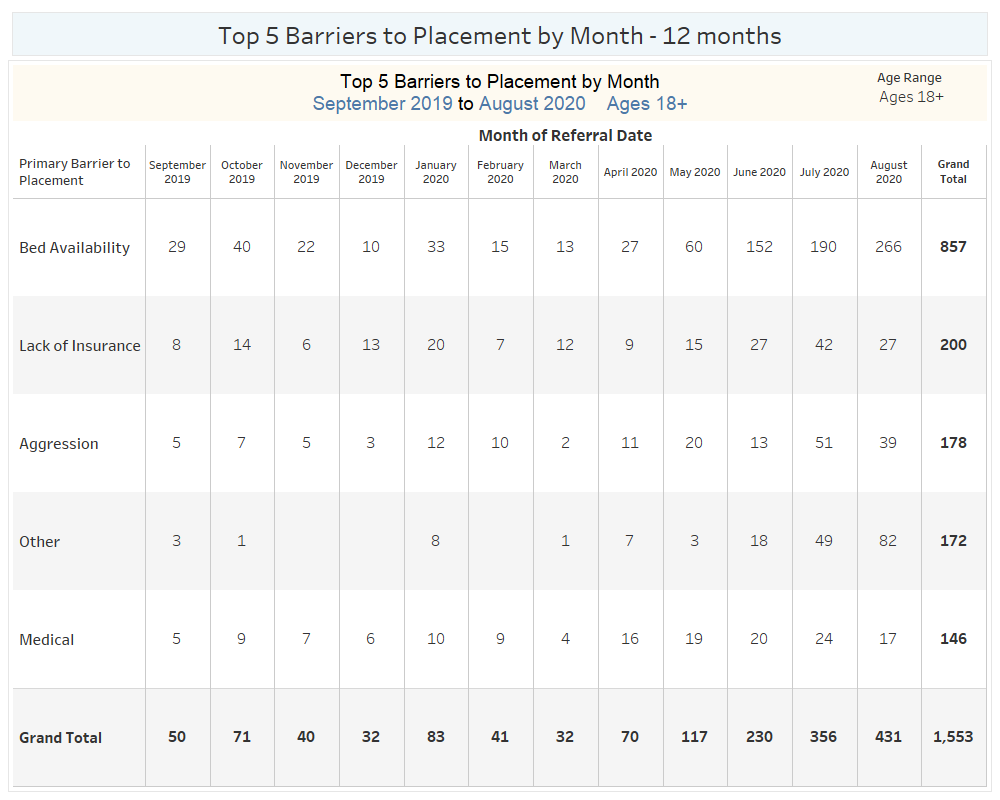 Top 5 Barriers to Placement by Month - 12 months
Top 5 Barriers to Placement by Month
September 2019 to August 2020 Ages 18+
Age Range
Ages 18+
Month of Referral Date
Primary Barrier to
Placement
September
2019
October
2019
November
2019
December
2019
January
2020
February
2020
March
2020
April 2020
May 2020
June 2020
July 2020
August
2020
Grand
Total
Bed Availability 29 40 22 10 33 15 13 27 60 152 190 266 857
Lack of Insurance 8 14 6 13 20 7 12 9 15 27 42 27 200
Aggression 5 7 5 3 12 10 2 11 20 13 51 39 178
Other 3 1 8 1 7 3 18 49 82 172
Medical 5 9 7 6 10 9 4 16 19 20 24 17 146
Grand Total 50 71 40 32 83 41 32 70 117 230 356 431 1,553